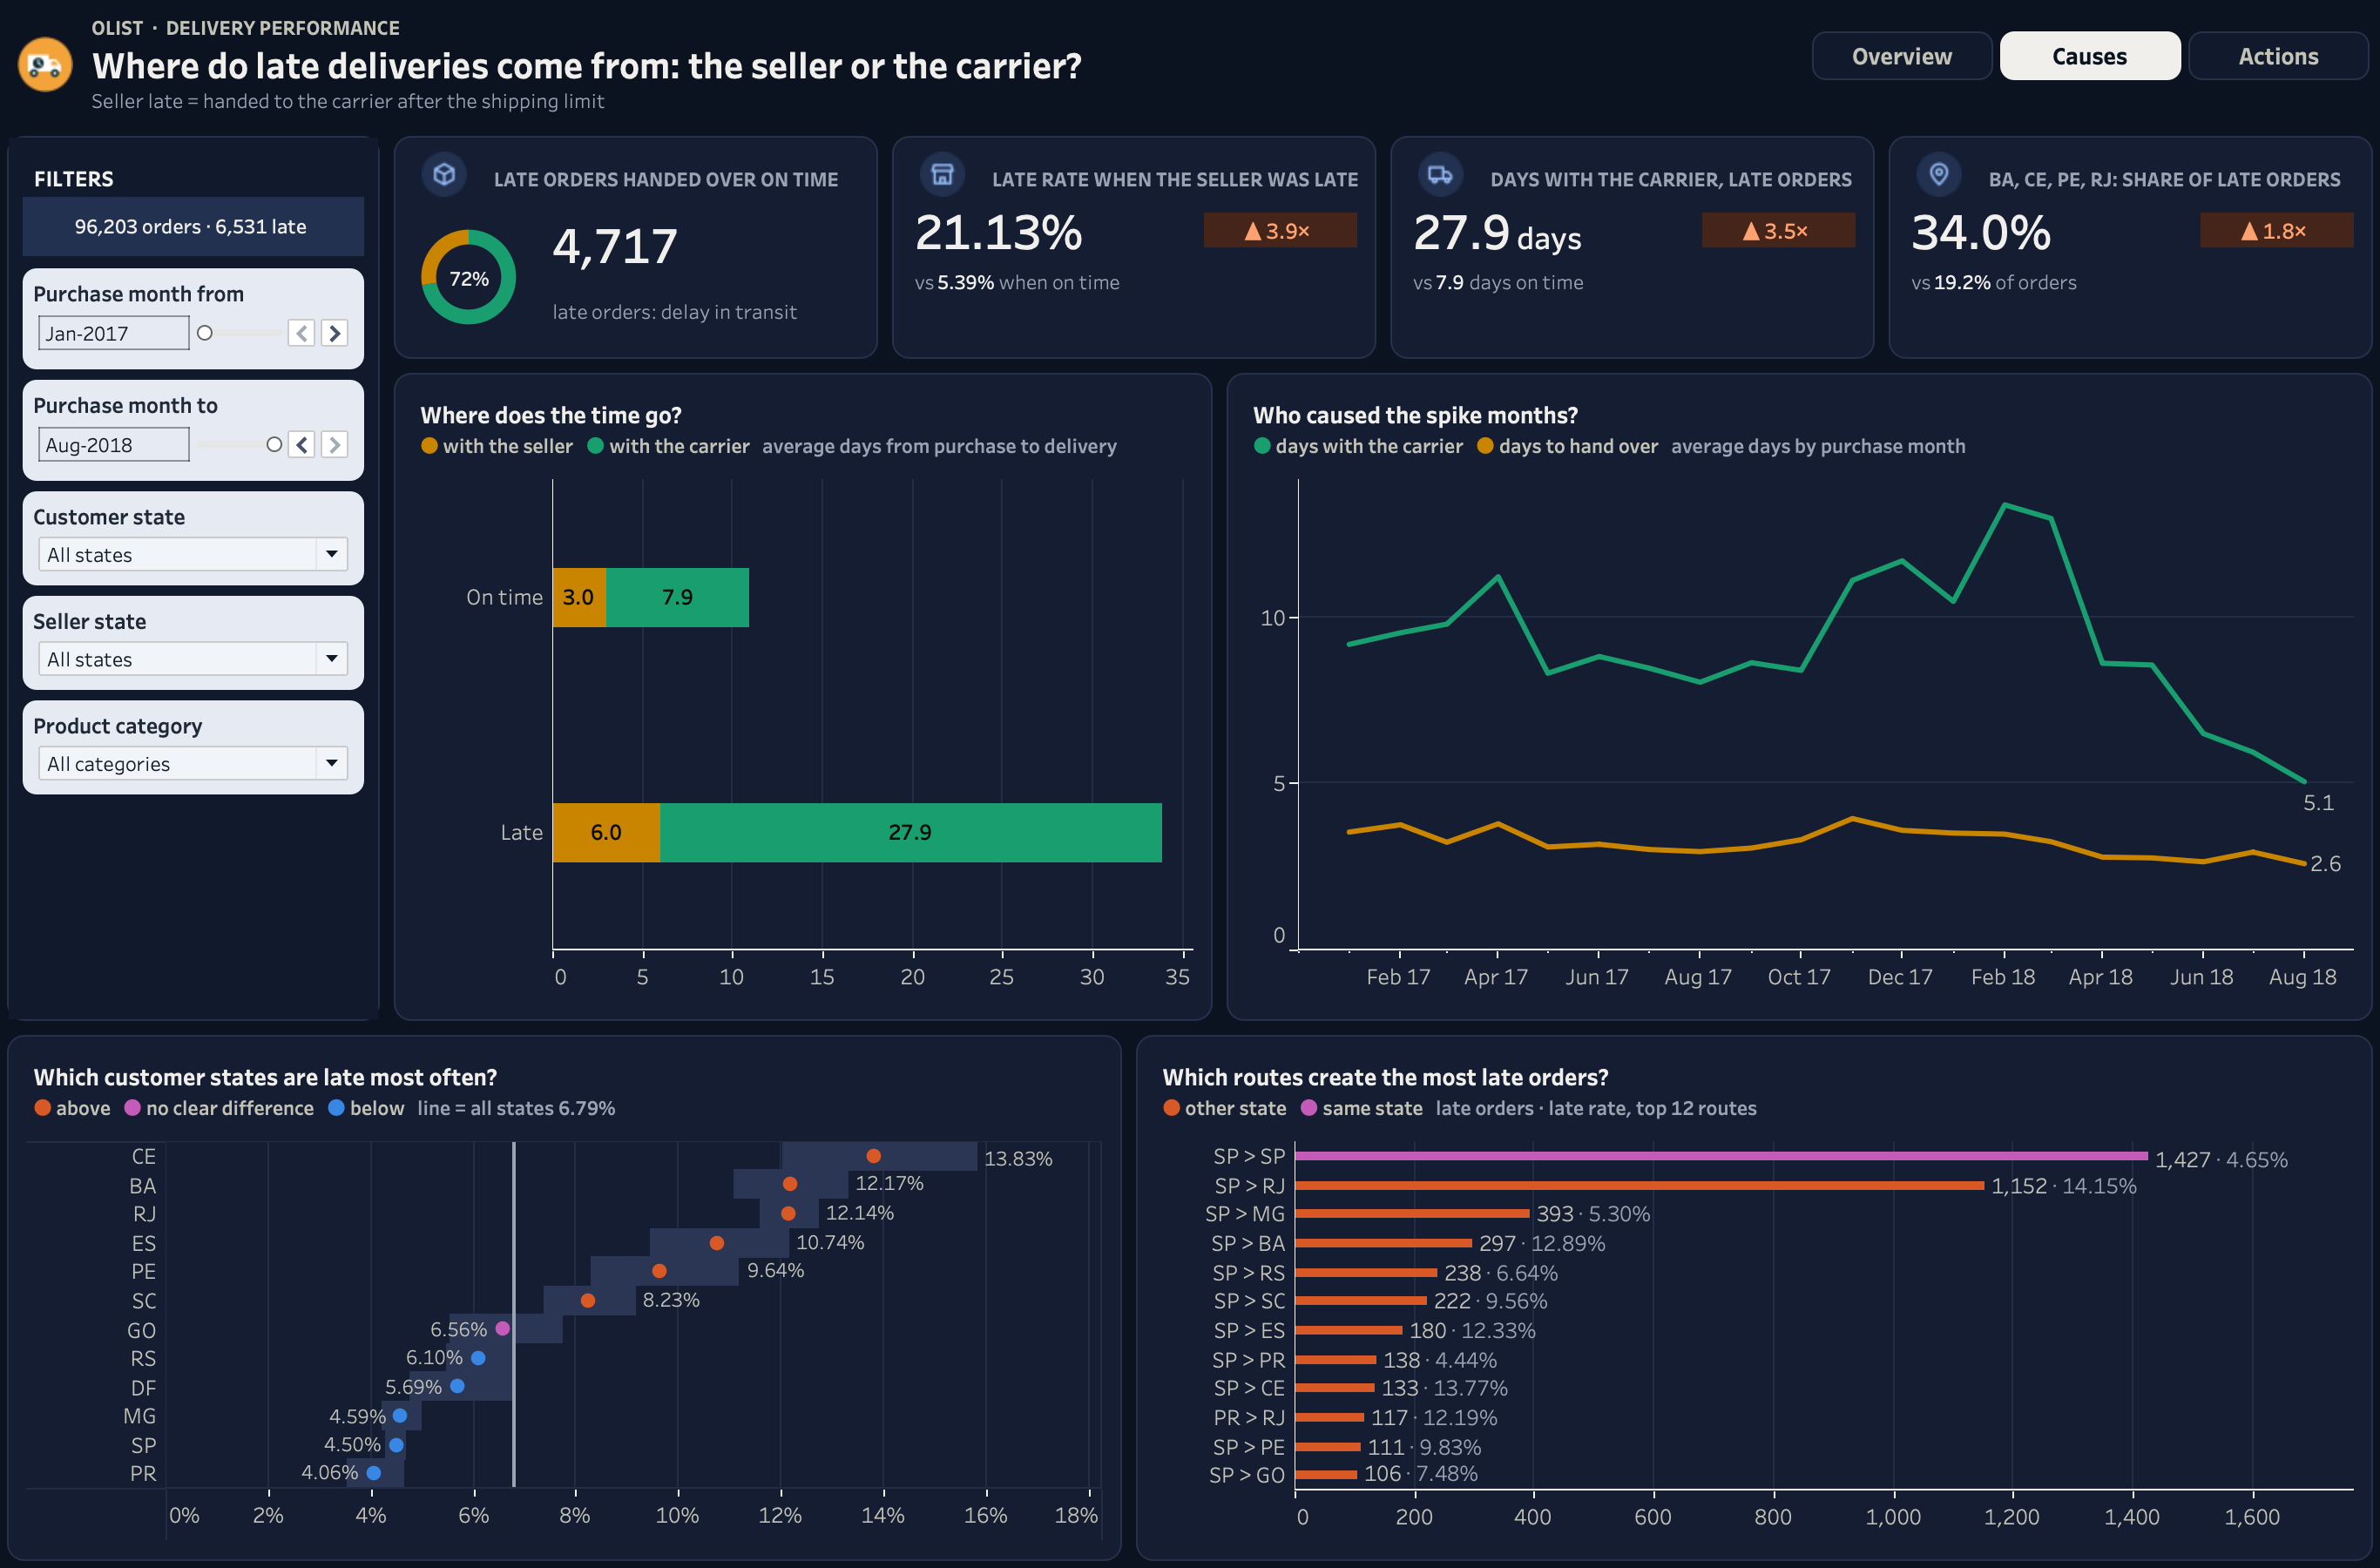 OLIST · DELIVERY PERFORMANCE
Where do late deliveries come from: the seller or the carrier?
Seller late = handed to the carrier after the shipping limit
Overview
Causes
Actions
FILTERS
96,203 orders · 6,531 late
Purchase month from
Jan-2017
Purchase month to
Aug-2018
Customer state
All states
Seller state
All states
Product category
All categories
LATE ORDERS HANDED OVER ON TIME
72%
4,717
late orders: delay in transit
LATE RATE WHEN THE SELLER WAS LATE
21.13%
▲3.9×
vs 5.39% when on time
DAYS WITH THE CARRIER, LATE ORDERS
27.9 days
▲3.5×
vs 7.9 days on time
BA, CE, PE, RJ: SHARE OF LATE ORDERS
34.0%
▲1.8×
vs 19.2% of orders
Where does the time go?
with the seller with the carrier average days from purchase to delivery
On time 3.0 7.9
Late 6.0 27.9
0 5 10 15 20 25 30 35
Who caused the spike months?
days with the carrier days to hand over average days by purchase month
10
5
0
5.1
2.6
Feb 17 Apr 17 Jun 17 Aug 17 Oct 17 Dec 17 Feb 18 Apr 18 Jun 18 Aug 18
Which customer states are late most often?
above no clear difference below line = all states 6.79%
CE 13.83%
BA 12.17%
RJ 12.14%
ES 10.74%
PE 9.64%
SC 8.23%
GO 6.56%
RS 6.10%
DF 5.69%
MG 4.59%
SP 4.50%
PR 4.06%
0% 2% 4% 6% 8% 10% 12% 14% 16% 18%
Which routes create the most late orders?
other state same state late orders · late rate, top 12 routes
SP > SP 1,427 · 4.65%
SP > RJ 1,152 · 14.15%
SP > MG 393 · 5.30%
SP > BA 297 · 12.89%
SP > RS 238 · 6.64%
SP > SC 222 · 9.56%
SP > ES 180 · 12.33%
SP > PR 138 · 4.44%
SP > CE 133 · 13.77%
PR > RJ 117 · 12.19%
SP > PE 111 · 9.83%
SP > GO 106 · 7.48%
0 200 400 600 800 1,000 1,200 1,400 1,600